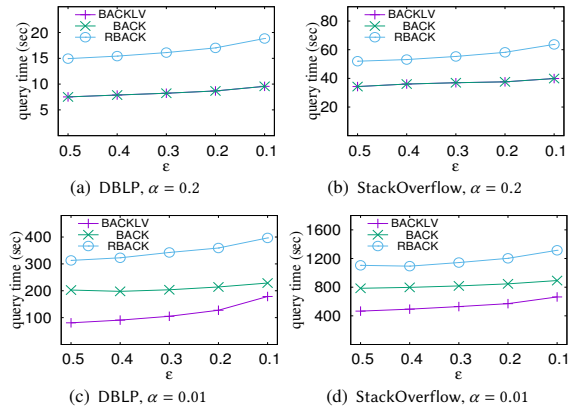 BACKLV
BACK
RBACK
query time (sec)
20
15
10
5
0.5 0.4 0.3 0.2 0.1
ε
(a) DBLP, α = 0.2
BACKLV
BACK
RBACK
query time (sec)
80
60
40
20
0.5 0.4 0.3 0.2 0.1
ε
(b) StackOverflow, α = 0.2
BACKLV
BACK
RBACK
query time (sec)
400
300
200
100
0.5 0.4 0.3 0.2 0.1
ε
(c) DBLP, α = 0.01
BACKLV
BACK
RBACK
query time (sec)
1600
1200
800
400
0.5 0.4 0.3 0.2 0.1
ε
(d) StackOverflow, α = 0.01